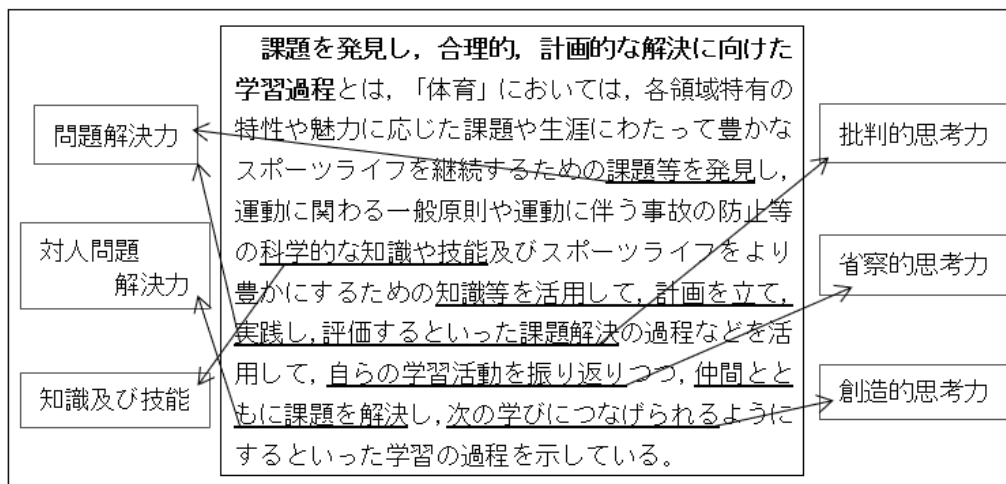 課題を発見し，合理的，計画的な解決に向けた
学習過程とは，「体育」においては，各領域特有の
特性や魅力に応じた課題や生涯にわたって豊かな
スポーツライフを継続するための課題等を発見し，
運動に関わる一般原則や運動に伴う事故の防止等
の科学的な知識や技能及びスポーツライフをより
豊かにするための知識等を活用して，計画を立て，
実践し，評価するといった課題解決の過程などを活
用して，自らの学習活動を振り返りつつ，仲間とと
もに課題を解決し，次の学びにつなげられるように
するといった学習の過程を示している。
問題解決力
対人問題
解決力
知識及び技能
批判的思考力
省察的思考力
創造的思考力